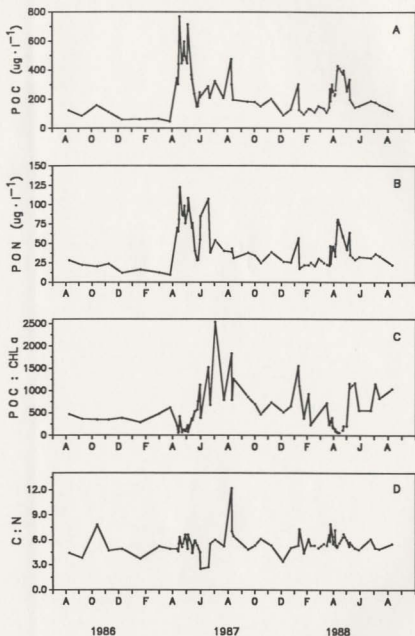 800
600
400
200
0
POC (ug·l⁻¹)
A
A O D F A J A O D F A J A
150
125
100
75
50
25
0
PON (ug·l⁻¹)
B
A O D F A J A O D F A J A
2500
2000
1500
1000
500
0
POC:CHLa
C
A O D F A J A O D F A J A
12.0
9.0
6.0
3.0
0.0
C:N
D
A O D F A J A O D F A J A
1986 1987 1988